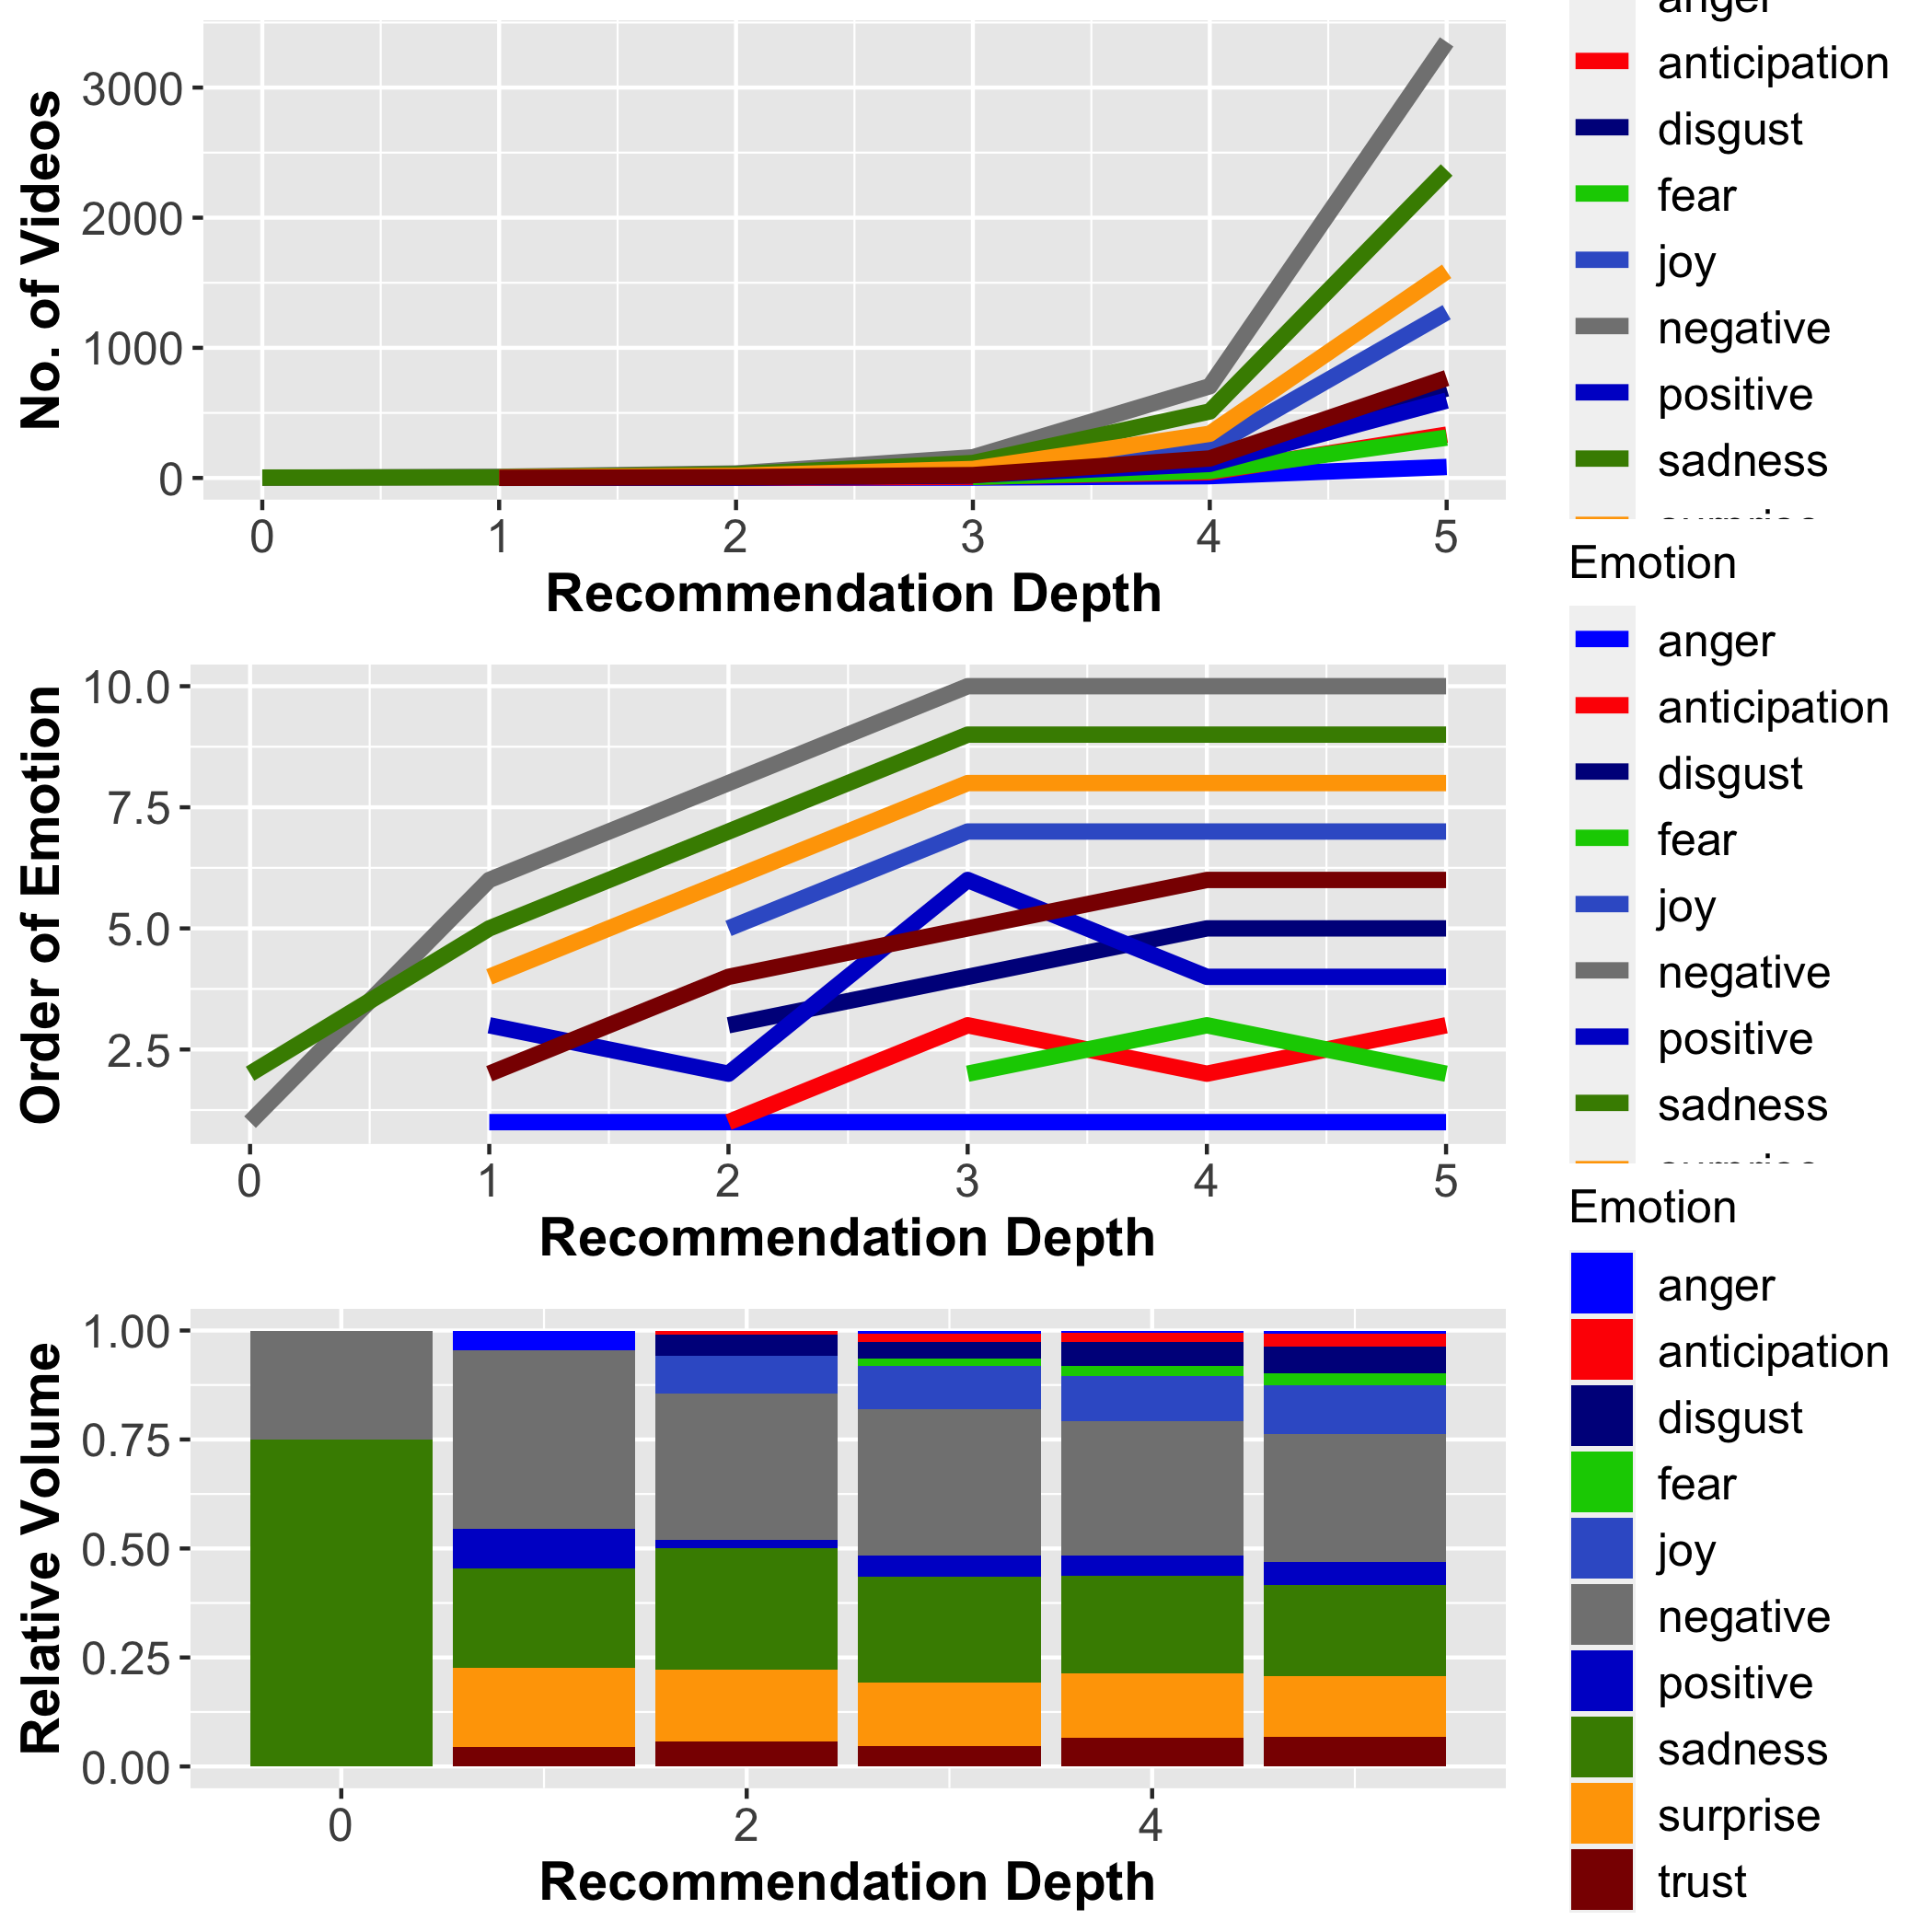 anger
3000
anticipation
disgust
2000
fear
joy
1000
negative
positive
0
sadness
No. of Videos
0 1 2 3 4 5
Recommendation Depth
Emotion
10.0
anger
anticipation
7.5
disgust
fear
5.0
joy
negative
2.5
positive
sadness
Order of Emotion
0 1 2 3 4 5
Recommendation Depth
Emotion
1.00
anger
anticipation
0.75
disgust
fear
0.50
joy
negative
0.25
positive
sadness
0.00
surprise
trust
Relative Volume
0 2 4
Recommendation Depth